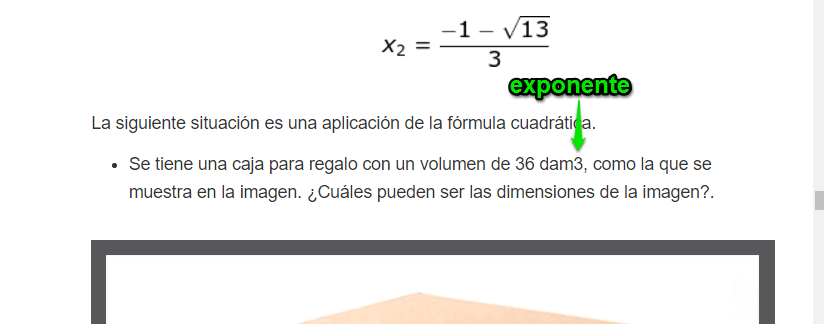 x₂ = (−1 − √13) / 3
exponente
La siguiente situación es una aplicación de la fórmula cuadrática.
• Se tiene una caja para regalo con un volumen de 36 dam3, como la que se
muestra en la imagen. ¿Cuáles pueden ser las dimensiones de la imagen?.